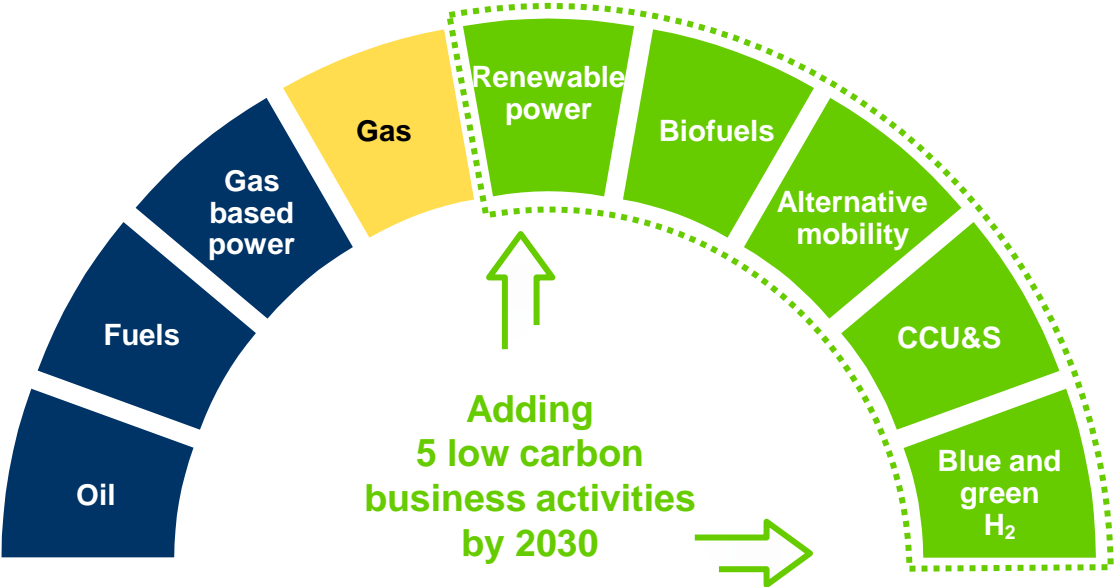 Oil
Fuels
Gas
based
power
Gas
Renewable
power
Biofuels
Alternative
mobility
CCU&S
Blue and
green
H₂
Adding
5 low carbon
business activities
by 2030